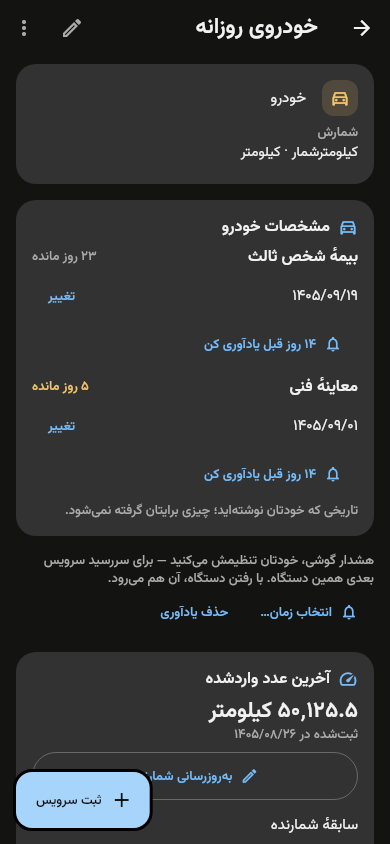 خودروی روزانه
خودرو
شمارش
کیلومترشمار · کیلومتر
مشخصات خودرو
بیمهٔ شخص ثالث
۲۳ روز مانده
۱۴۰۵/۰۹/۱۹
تغییر
۱۴ روز قبل یادآوری کن
معاینهٔ فنی
۵ روز مانده
۱۴۰۵/۰۹/۰۱
تغییر
۱۴ روز قبل یادآوری کن
تاریخی که خودتان نوشته‌اید؛ چیزی برایتان گرفته نمی‌شود.
هشدار گوشی، خودتان تنظیمش می‌کنید — برای سررسید سرویس
بعدی همین دستگاه. با رفتن دستگاه، آن هم می‌رود.
انتخاب زمان…
حذف یادآوری
آخرین عدد واردشده
۵۰,۱۲۵.۵ کیلومتر
ثبت‌شده در ۱۴۰۵/۰۸/۲۶
به‌روزرسانی
ثبت سرویس
سابقهٔ شمارنده